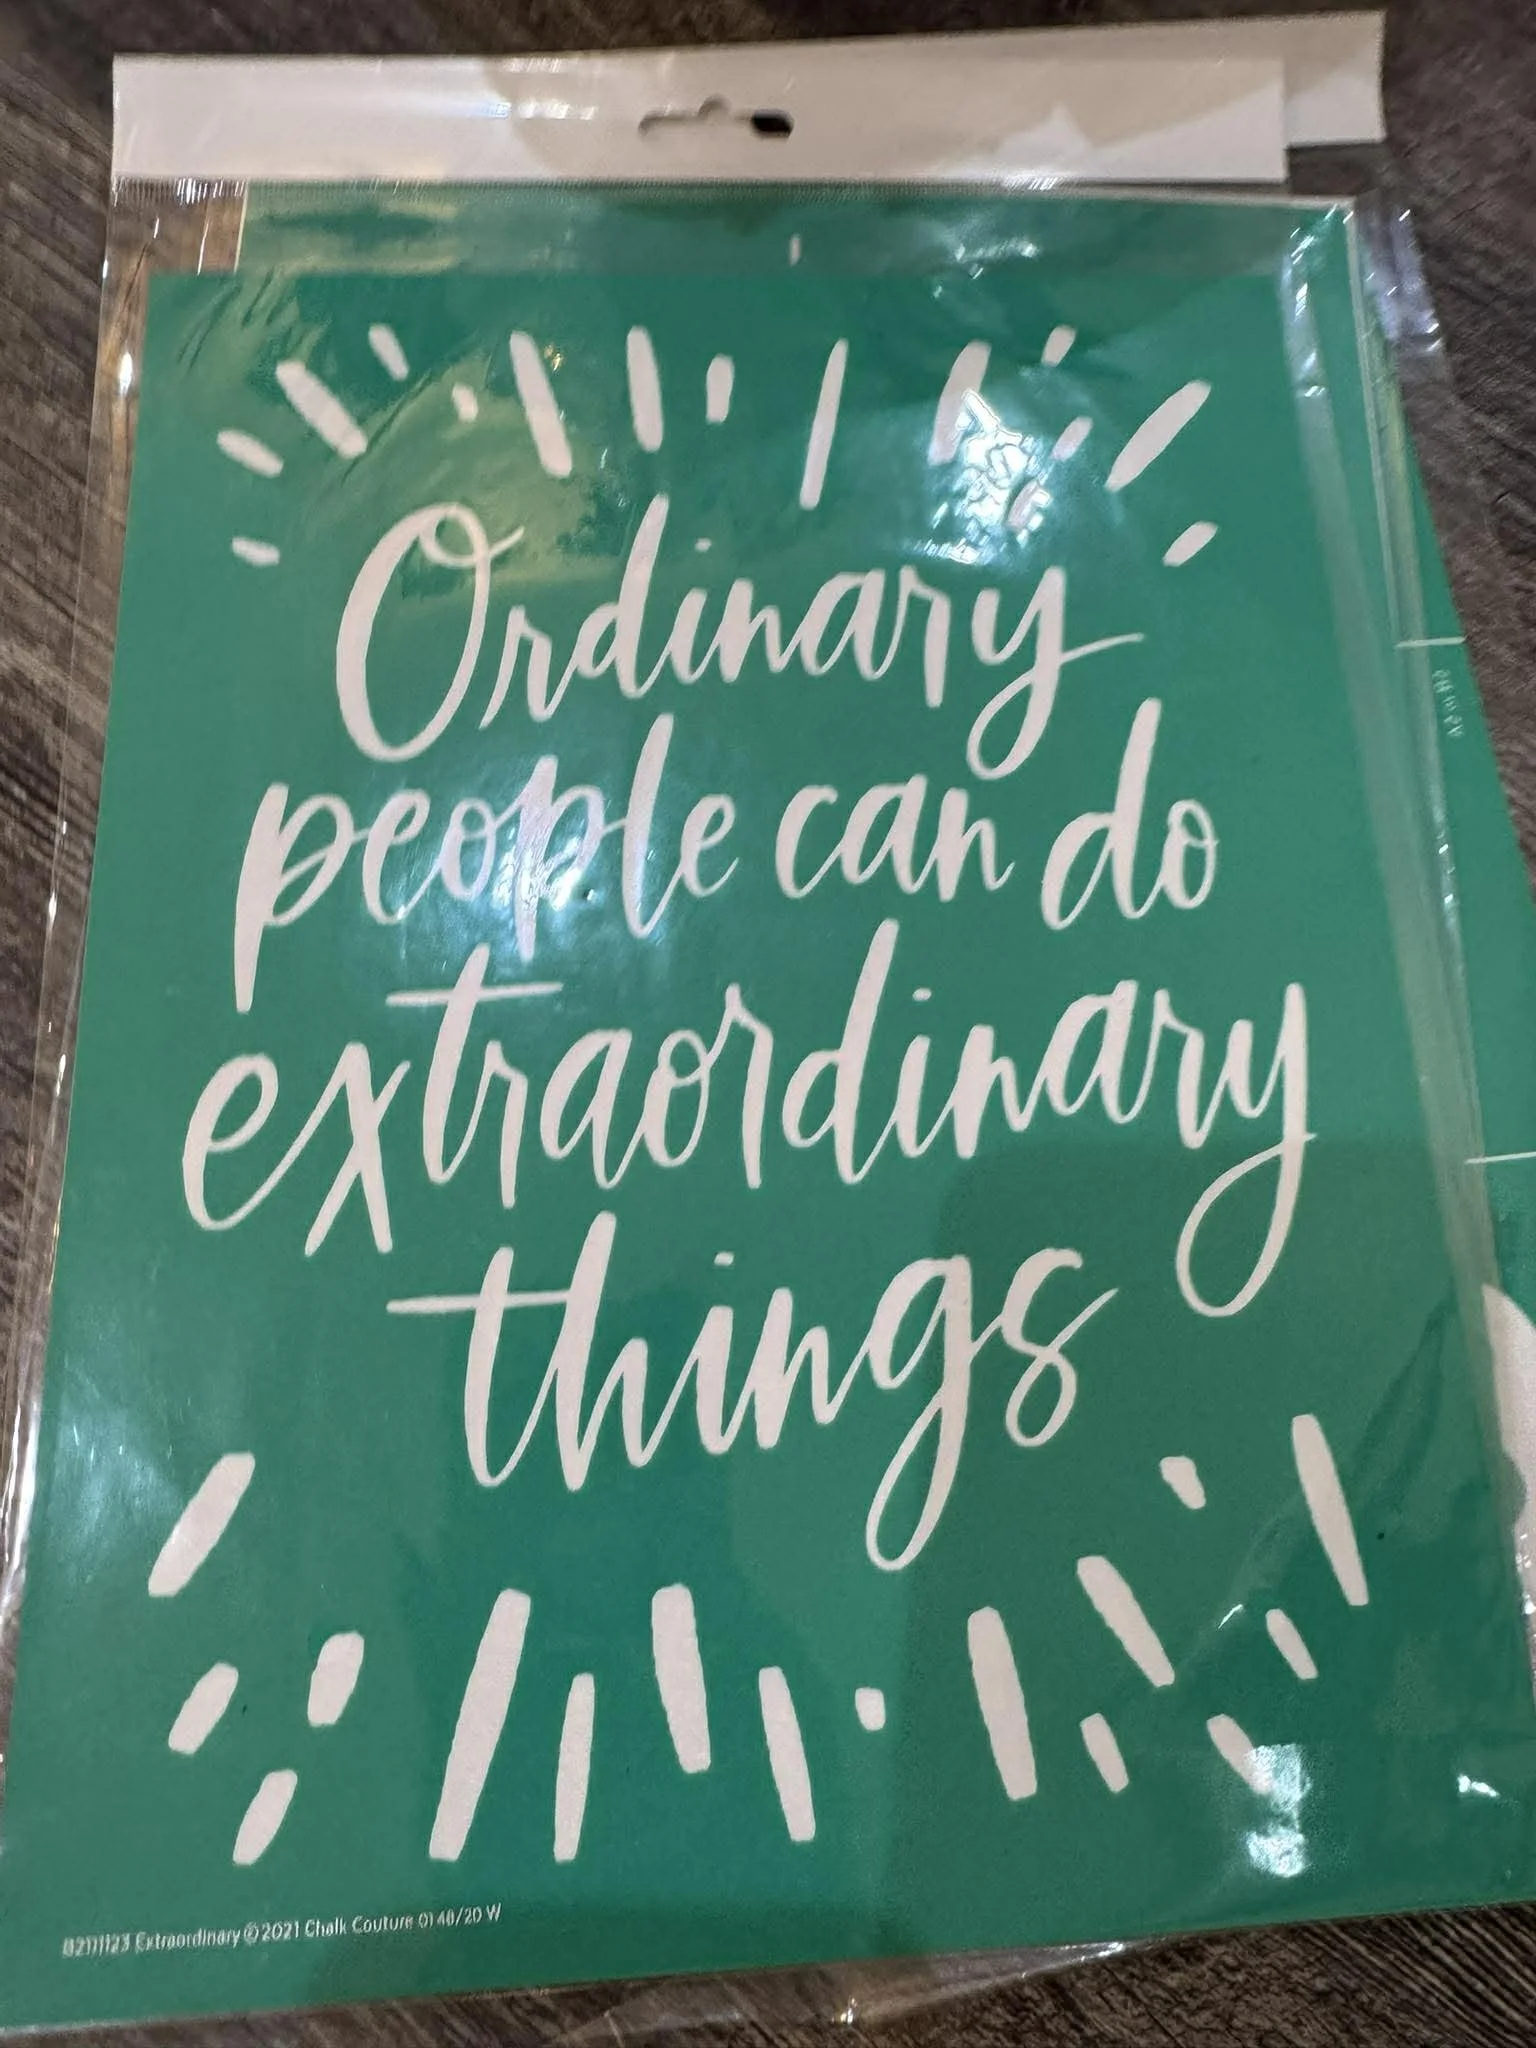 Ordinary
people can do
extraordinary
things
B2111123 Extraordinary ©2021 Chalk Couture 01 48/20 W